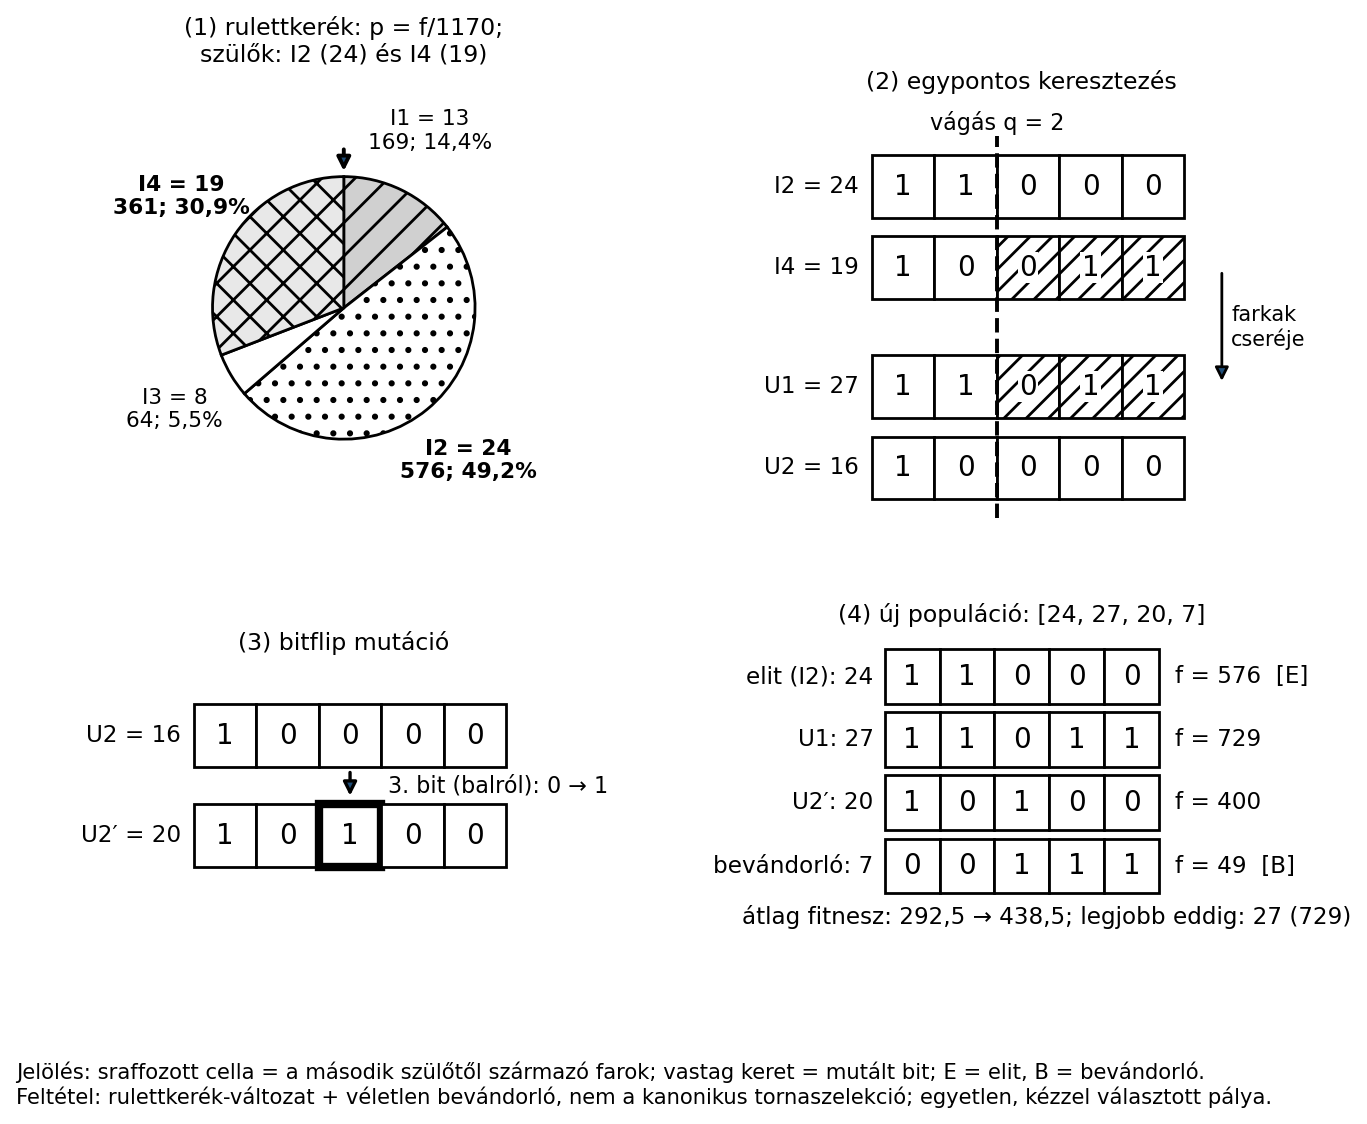 (1) rulettkerék: p = f/1170;
szülők: I2 (24) és I4 (19)
I1 = 13
169; 14,4%
I4 = 19
361; 30,9%
I3 = 8
64; 5,5%
I2 = 24
576; 49,2%
(2) egypontos keresztezés
vágás q = 2
I2 = 24 1 1 0 0 0
I4 = 19 1 0 0 1 1
farkak
cseréje
U1 = 27 1 1 0 1 1
U2 = 16 1 0 0 0 0
(3) bitflip mutáció
U2 = 16 1 0 0 0 0
3. bit (balról): 0 → 1
U2′ = 20 1 0 1 0 0
(4) új populáció: [24, 27, 20, 7]
elit (I2): 24 1 1 0 0 0 f = 576 [E]
U1: 27 1 1 0 1 1 f = 729
U2′: 20 1 0 1 0 0 f = 400
bevándorló: 7 0 0 1 1 1 f = 49 [B]
átlag fitnesz: 292,5 → 438,5; legjobb eddig: 27 (729)
Jelölés: sraffozott cella = a második szülőtől származó farok; vastag keret = mutált bit; E = elit, B = bevándorló.
Feltétel: rulettkerék-változat + véletlen bevándorló, nem a kanonikus tornaszelekció; egyetlen, kézzel választott pálya.